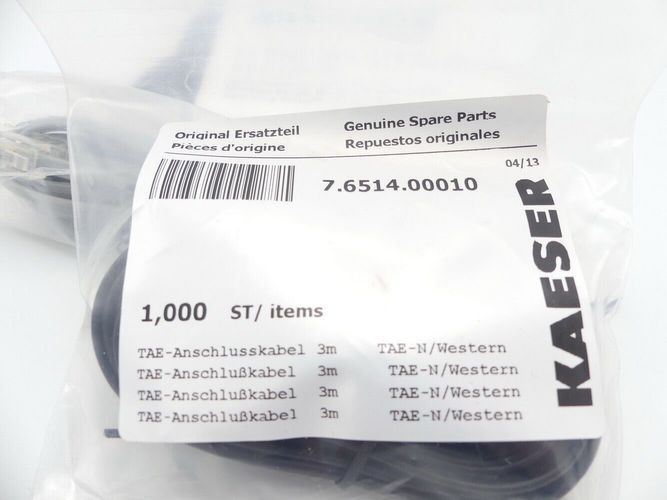 Original Ersatzteil Genuine Spare Parts
Pièces d'origine Repuestos originales
04/13
7.6514.00010
KAESER
1,000 ST/ items
TAE-Anschlusskabel 3m TAE-N/Western
TAE-Anschlußkabel 3m TAE-N/Western
TAE-Anschlußkabel 3m TAE-N/Western
TAE-Anschlußkabel 3m TAE-N/Western